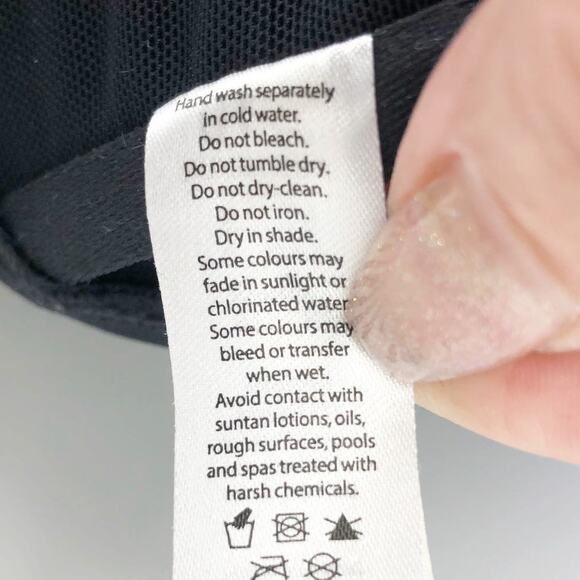 Hand wash separately
in cold water.
Do not bleach.
Do not tumble dry.
Do not dry-clean.
Do not iron.
Dry in shade.
Some colours may
fade in sunlight or
chlorinated water
Some colours may
bleed or transfer
when wet.
Avoid contact with
suntan lotions, oils,
rough surfaces, pools
and spas treated with
harsh chemicals.